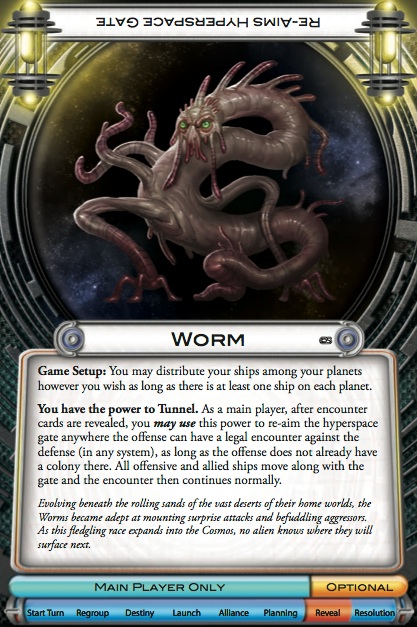 Re-Aims Hyperspace Gate
Worm
Game Setup: You may distribute your ships among your planets
however you wish as long as there is at least one ship on each planet.
You have the power to Tunnel. As a main player, after encounter
cards are revealed, you may use this power to re-aim the hyperspace
gate anywhere the offense can have a legal encounter against the
defense (in any system), as long as the offense does not already have
a colony there. All offensive and allied ships move along with the
gate and the encounter then continues normally.
Evolving beneath the rolling sands of the vast deserts of their home worlds, the
Worms became adept at mounting surprise attacks and befuddling aggressors.
As this fledgling race expands into the Cosmos, no alien knows where they will
surface next.
Main Player Only Optional
Start Turn Regroup Destiny Launch Alliance Planning Reveal Resolution